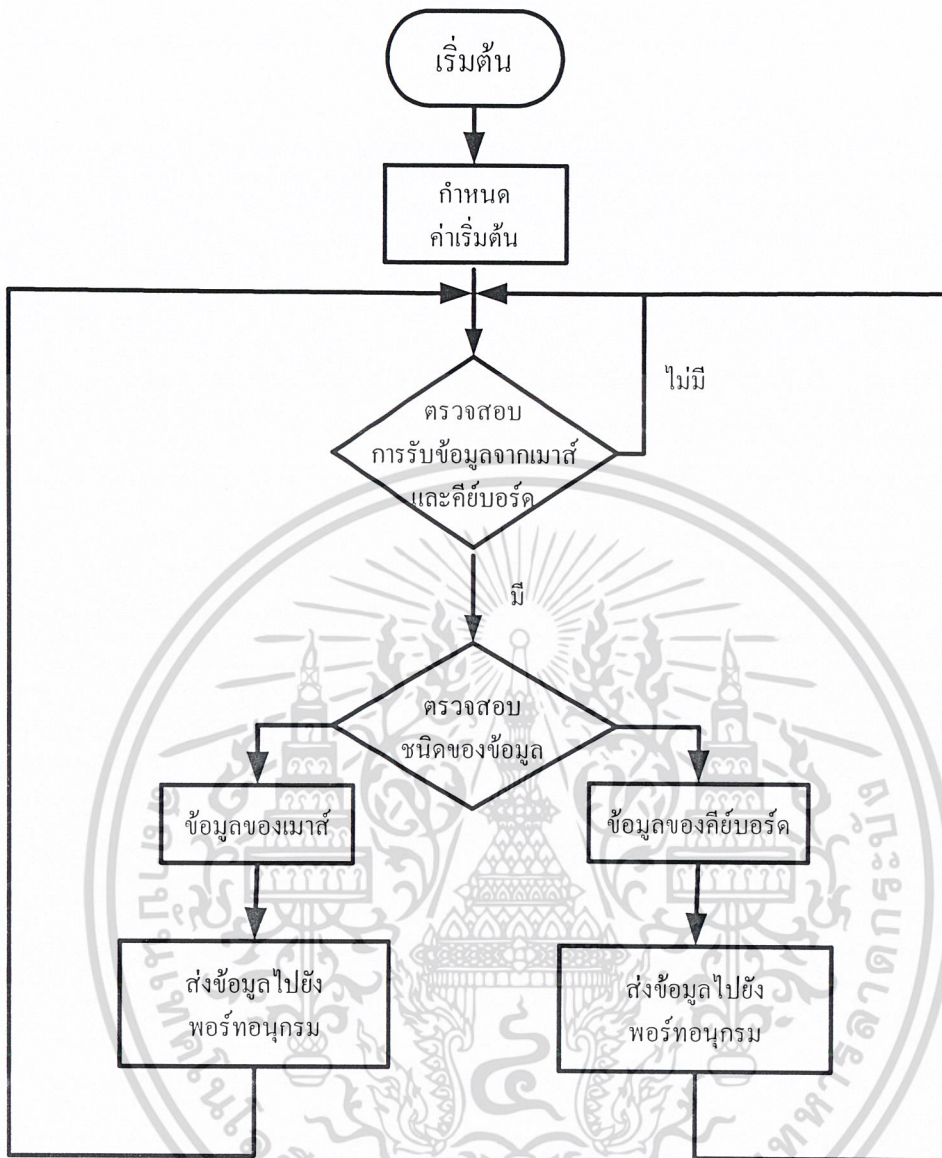 เริ่มต้น
กำหนด
ค่าเริ่มต้น
ไม่มี
ตรวจสอบ
การรับข้อมูลจากเมาส์
และคีย์บอร์ด
มี
ตรวจสอบ
ชนิดของข้อมูล
ข้อมูลของเมาส์
ข้อมูลของคีย์บอร์ด
ส่งข้อมูลไปยัง
พอร์ทอนุกรม
ส่งข้อมูลไปยัง
พอร์ทอนุกรม